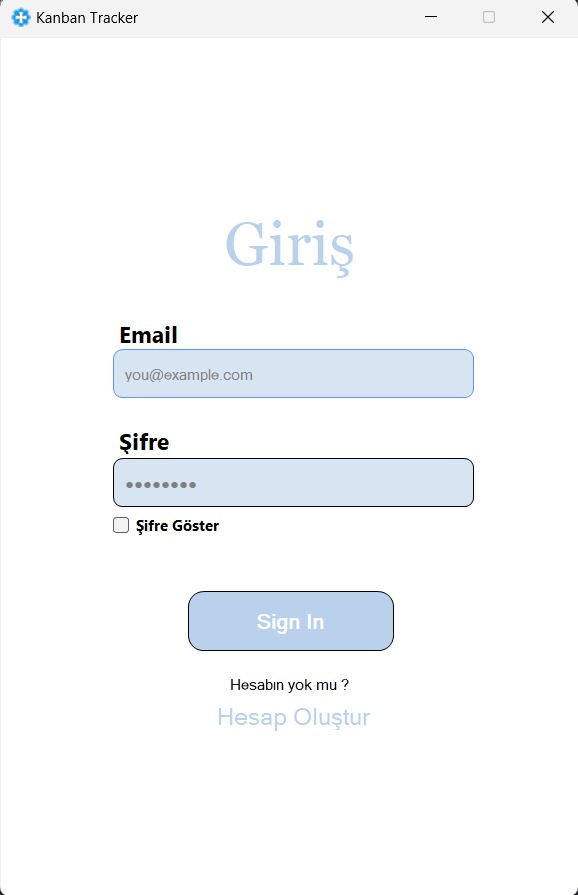 Kanban Tracker
Giriş
Email
you@example.com
Şifre
●●●●●●●●
Şifre Göster
Sign In
Hesabın yok mu ?
Hesap Oluştur